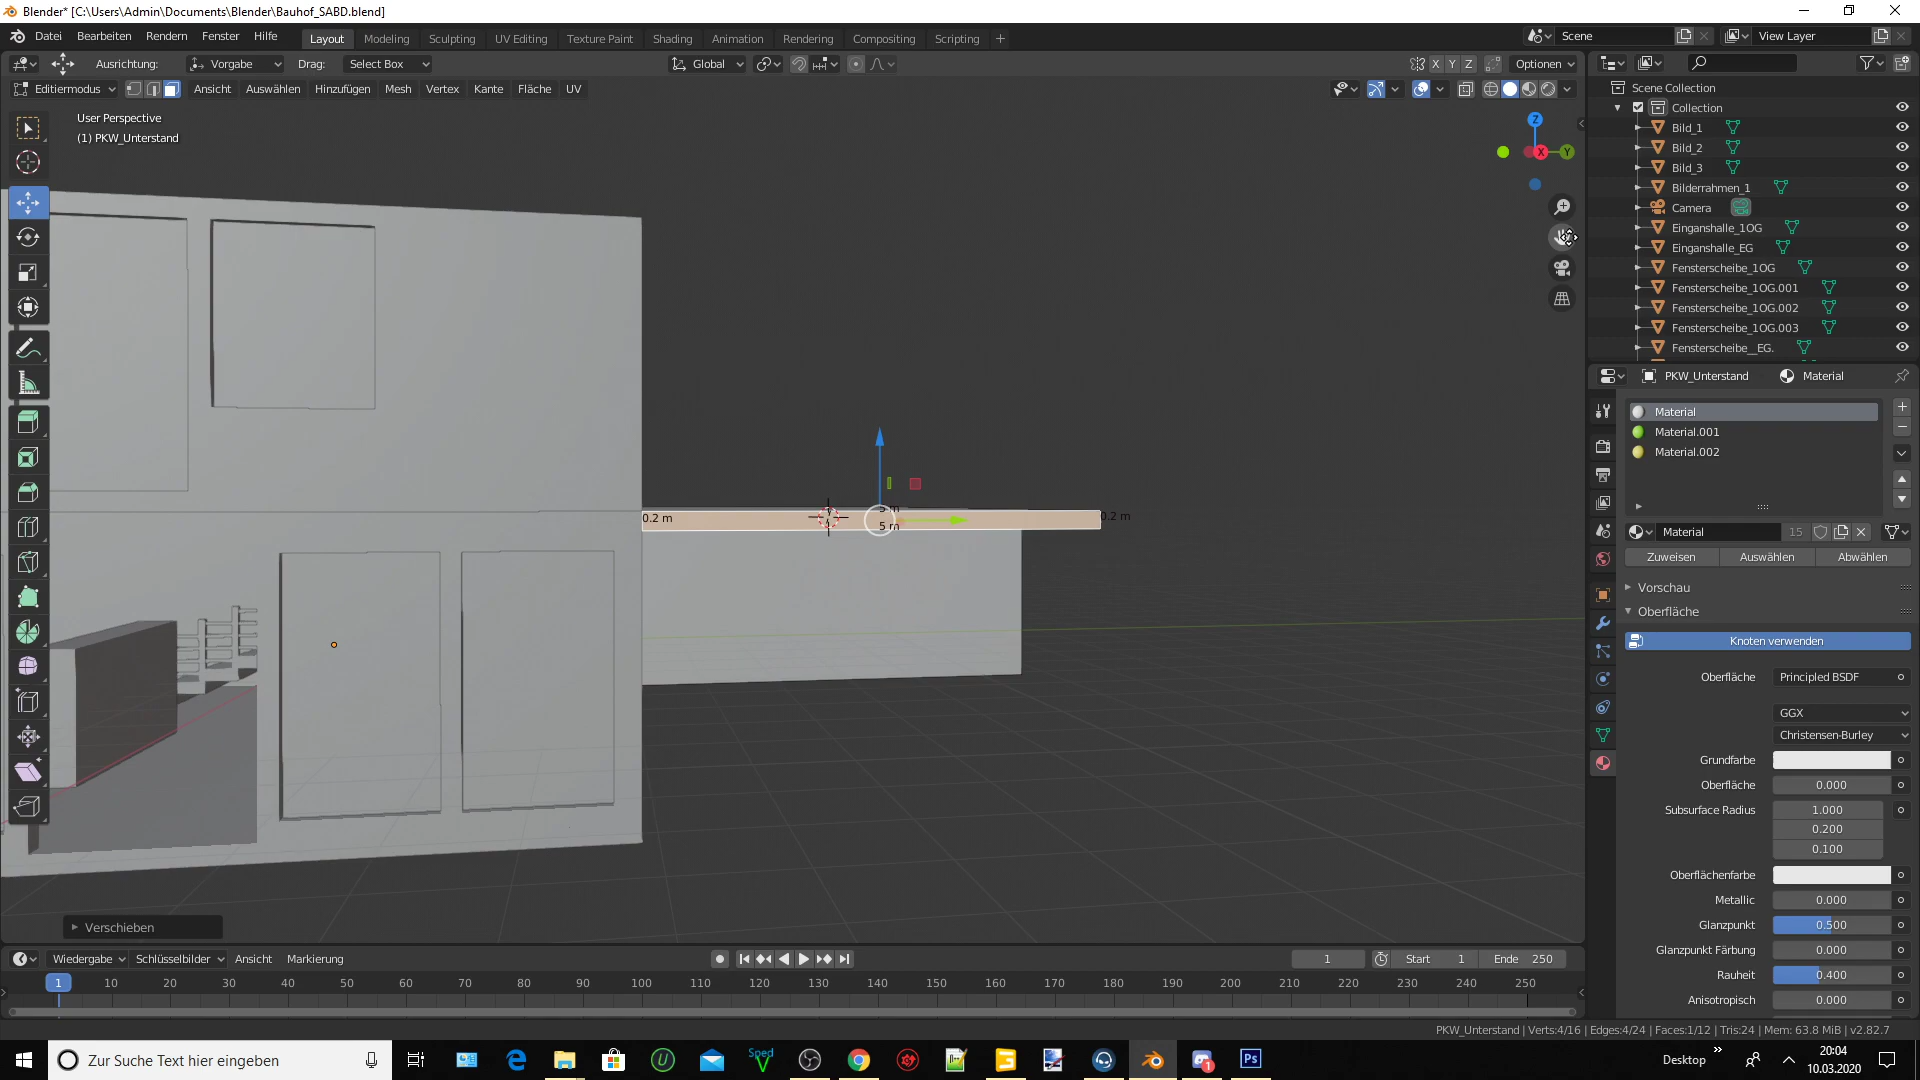 Blender* [C:\Users\Admin\Documents\Blender\Bauhof_SABD.blend]
Datei Bearbeiten Rendern Fenster Hilfe Layout Modeling Sculpting UV Editing Texture Paint Shading Animation Rendering Compositing Scripting + Scene View Layer
Ausrichtung: Vorgabe Drag: Select Box Global X Y Z Optionen
Editiermodus Ansicht Auswählen Hinzufügen Mesh Vertex Kante Fläche UV
User Perspective
(1) PKW_Unterstand
Z
X Y
0.2 m 5 m 0.2 m
5 m
Verschieben
Scene Collection
Collection
Bild_1
Bild_2
Bild_3
Bilderrahmen_1
Camera
Einganshalle_1OG
Einganshalle_EG
Fensterscheibe_1OG
Fensterscheibe_1OG.001
Fensterscheibe_1OG.002
Fensterscheibe_1OG.003
Fensterscheibe__EG.
PKW_Unterstand Material
Material
Material.001
Material.002
Material 15
Zuweisen Auswählen Abwählen
Vorschau
Oberfläche
Knoten verwenden
Oberfläche Principled BSDF
GGX
Christensen-Burley
Grundfarbe
Oberfläche 0.000
Subsurface Radius 1.000
0.200
0.100
Oberflächenfarbe
Metallic 0.000
Glanzpunkt 0.500
Glanzpunkt Färbung 0.000
Rauheit 0.400
Anisotropisch 0.000
Wiedergabe Schlüsselbilder Ansicht Markierung 1 Start 1 Ende 250
1 10 20 30 40 50 60 70 80 90 100 110 120 130 140 150 160 170 180 190 200 210 220 230 240 250
PKW_Unterstand | Verts:4/16 | Edges:4/24 | Faces:1/12 | Tris:24 | Mem: 63.8 MiB | v2.82.7
Zur Suche Text hier eingeben Sped V 1 Ps Desktop 20:04
10.03.2020